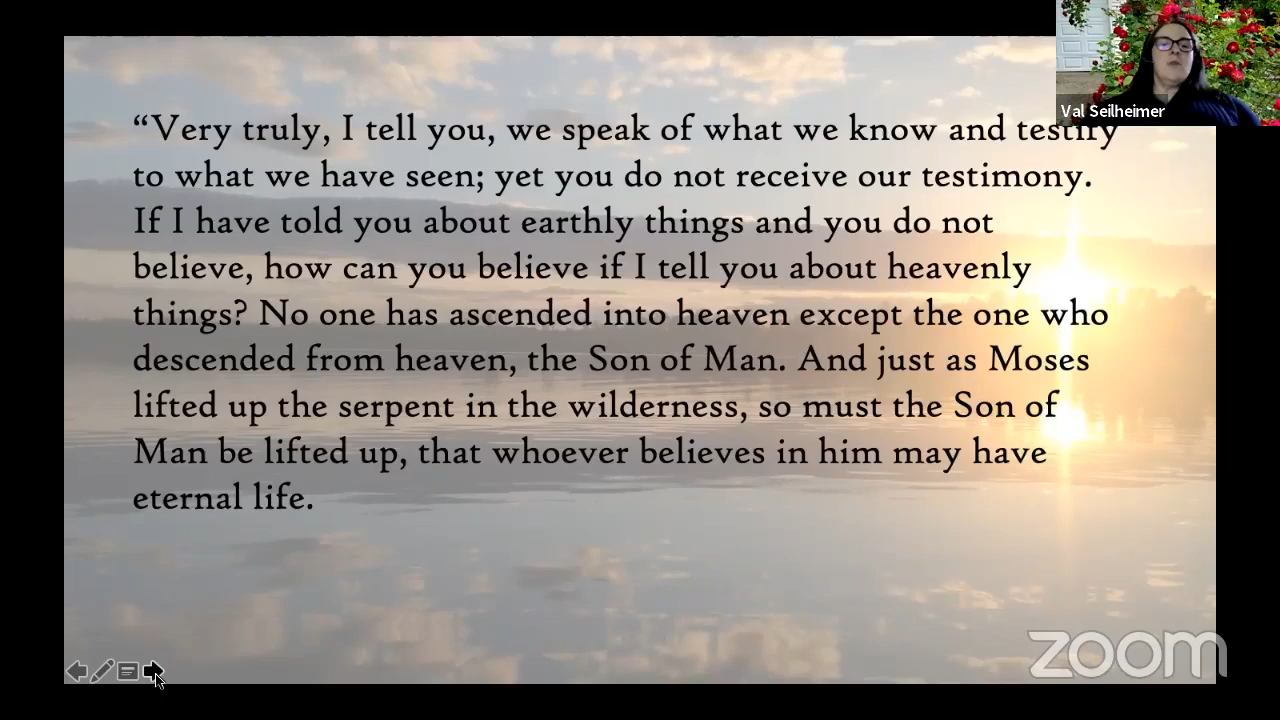 Val Seilheimer
“Very truly, I tell you, we speak of what we know and testify
to what we have seen; yet you do not receive our testimony.
If I have told you about earthly things and you do not
believe, how can you believe if I tell you about heavenly
things? No one has ascended into heaven except the one who
descended from heaven, the Son of Man. And just as Moses
lifted up the serpent in the wilderness, so must the Son of
Man be lifted up, that whoever believes in him may have
eternal life.
zoom